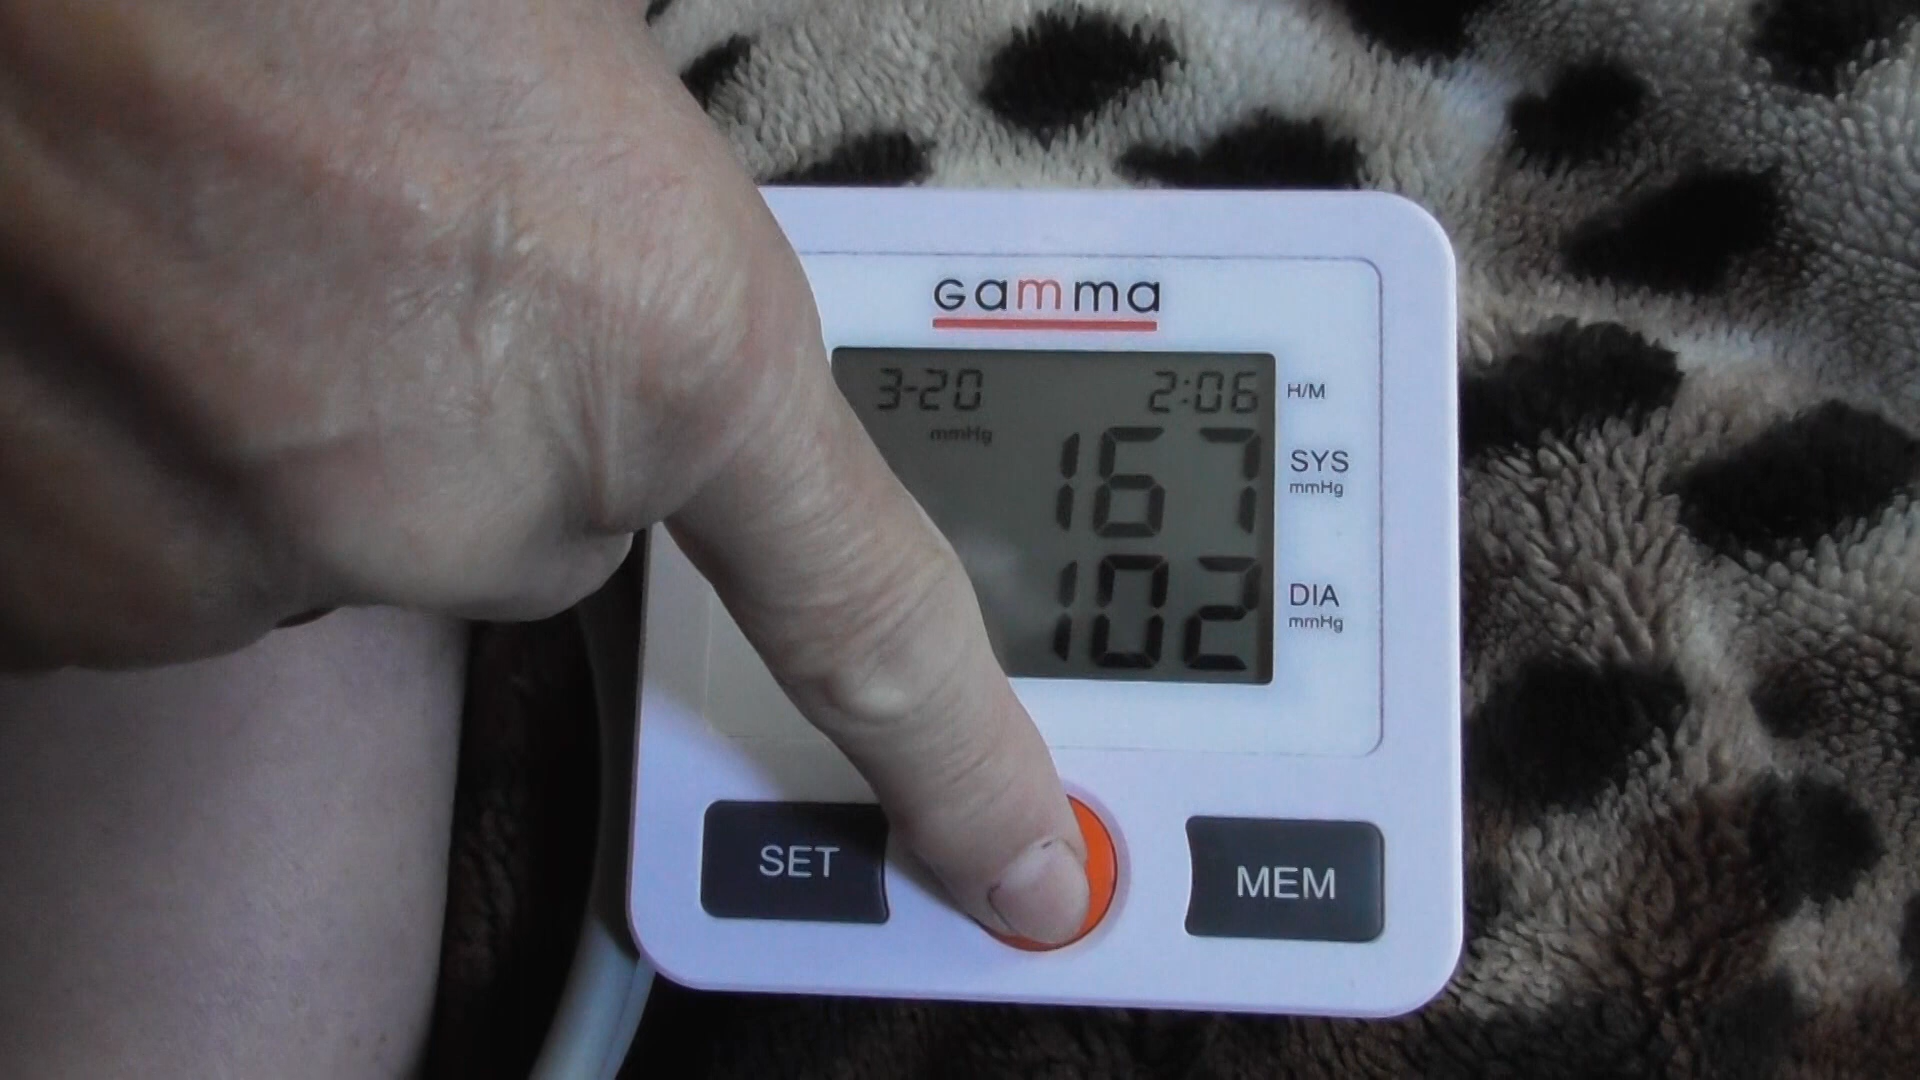 Gamma
3-20 2:06 H/M
mmHg
167 SYS
mmHg
102 DIA
mmHg
SET MEM